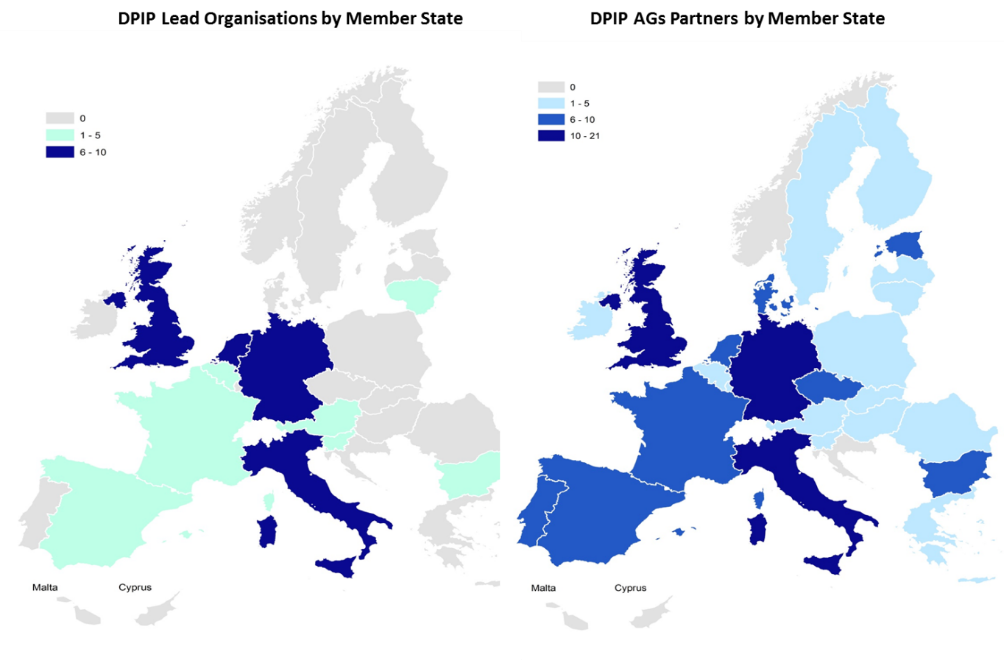 DPIP Lead Organisations by Member State
0
1 - 5
6 - 10
Malta
Cyprus
DPIP AGs Partners by Member State
0
1 - 5
6 - 10
10 - 21
Malta
Cyprus